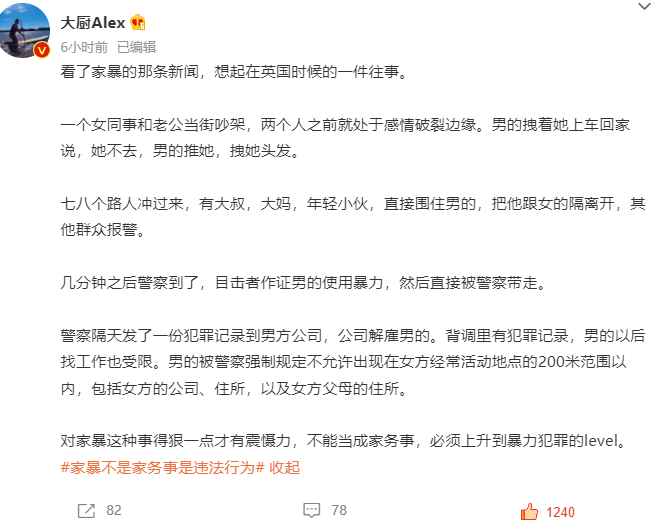 大厨Alex
6小时前 已编辑
看了家暴的那条新闻，想起在英国时候的一件往事。
一个女同事和老公当街吵架，两个人之前就处于感情破裂边缘。男的拽着她上车回家
说，她不去，男的推她，拽她头发。
七八个路人冲过来，有大叔，大妈，年轻小伙，直接围住男的，把他跟女的隔离开，其
他群众报警。
几分钟之后警察到了，目击者作证男的使用暴力，然后直接被警察带走。
警察隔天发了一份犯罪记录到男方公司，公司解雇男的。背调里有犯罪记录，男的以后
找工作也受限。男的被警察强制规定不允许出现在女方经常活动地点的200米范围以
内，包括女方的公司、住所，以及女方父母的住所。
对家暴这种事得狠一点才有震慑力，不能当成家务事，必须上升到暴力犯罪的level。
#家暴不是家务事是违法行为# 收起
82 78 1240